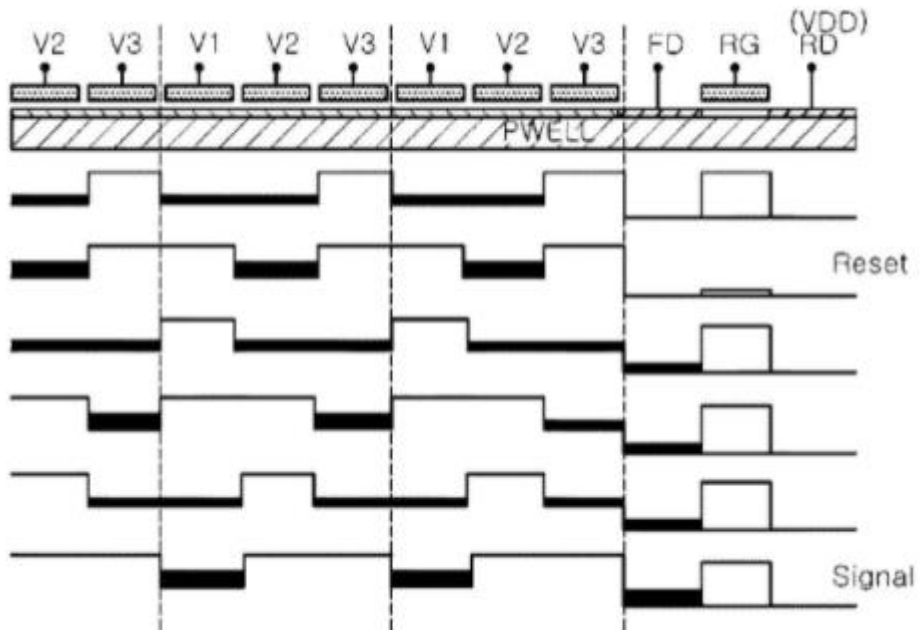 (VDD)
V2 V3 V1 V2 V3 V1 V2 V3 FD RG RD
PWELL
Reset
Signal